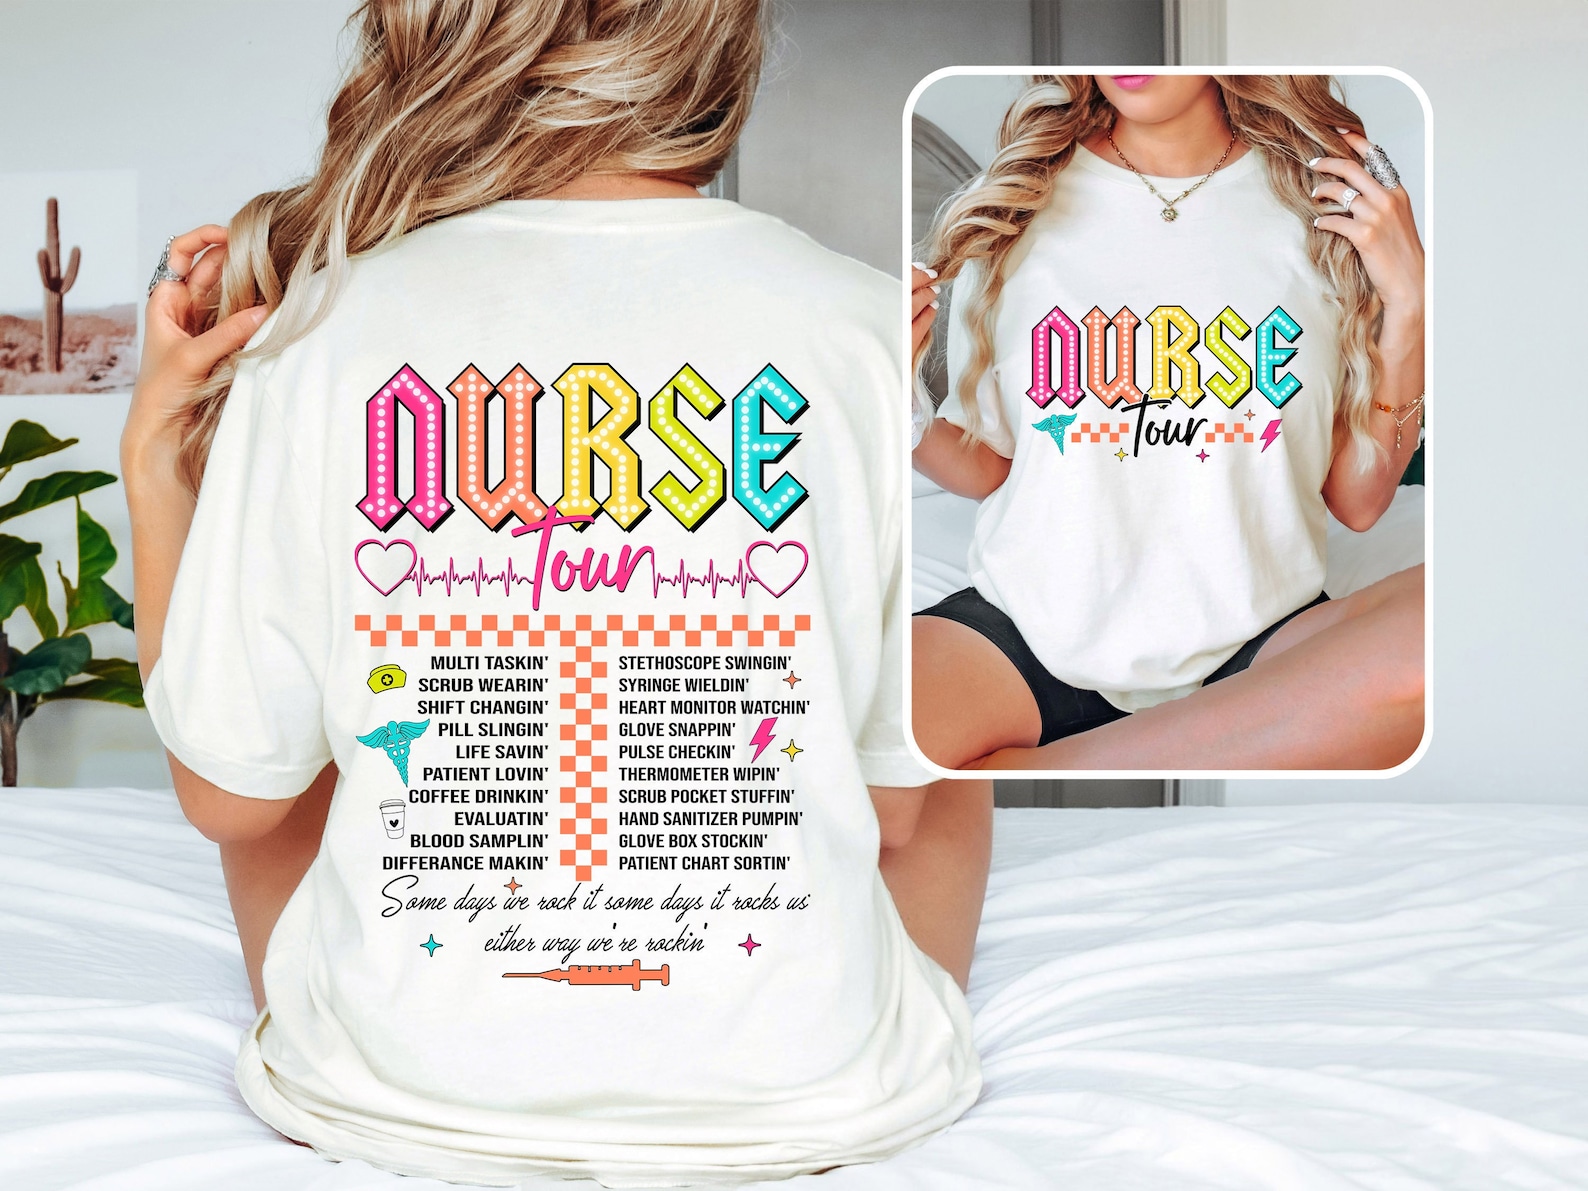 NURSE
Tour
MULTI TASKIN'
SCRUB WEARIN'
SHIFT CHANGIN'
PILL SLINGIN'
LIFE SAVIN'
PATIENT LOVIN'
COFFEE DRINKIN'
EVALUATIN'
BLOOD SAMPLIN'
DIFFERANCE MAKIN'
STETHOSCOPE SWINGIN'
SYRINGE WIELDIN'
HEART MONITOR WATCHIN'
GLOVE SNAPPIN'
PULSE CHECKIN'
THERMOMETER WIPIN'
SCRUB POCKET STUFFIN'
HAND SANITIZER PUMPIN'
GLOVE BOX STOCKIN'
PATIENT CHART SORTIN'
Some days we rock it some days it rocks us
either way we're rockin'
NURSE
Tour